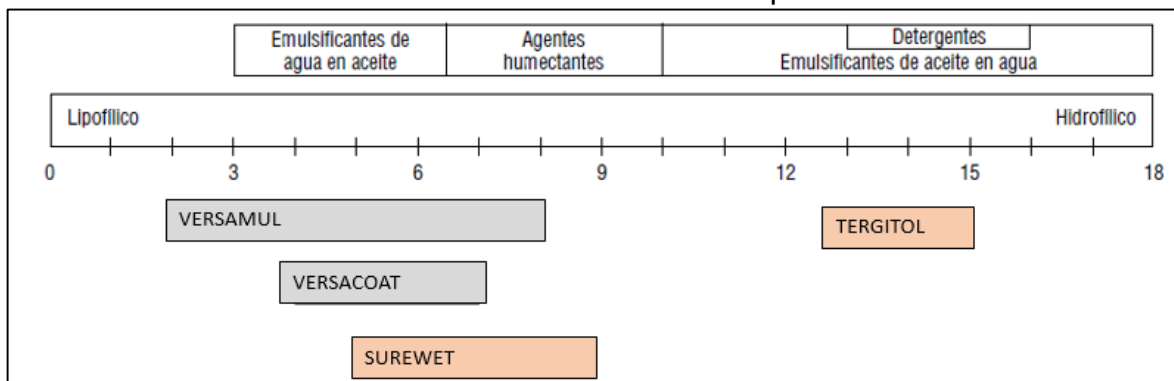 Emulsificantes de
agua en aceite
Agentes
humectantes
Detergentes
Emulsificantes de aceite en agua
Lipofílico
Hidrofílico
0 3 6 9 12 15 18
VERSAMUL
TERGITOL
VERSACOAT
SUREWET